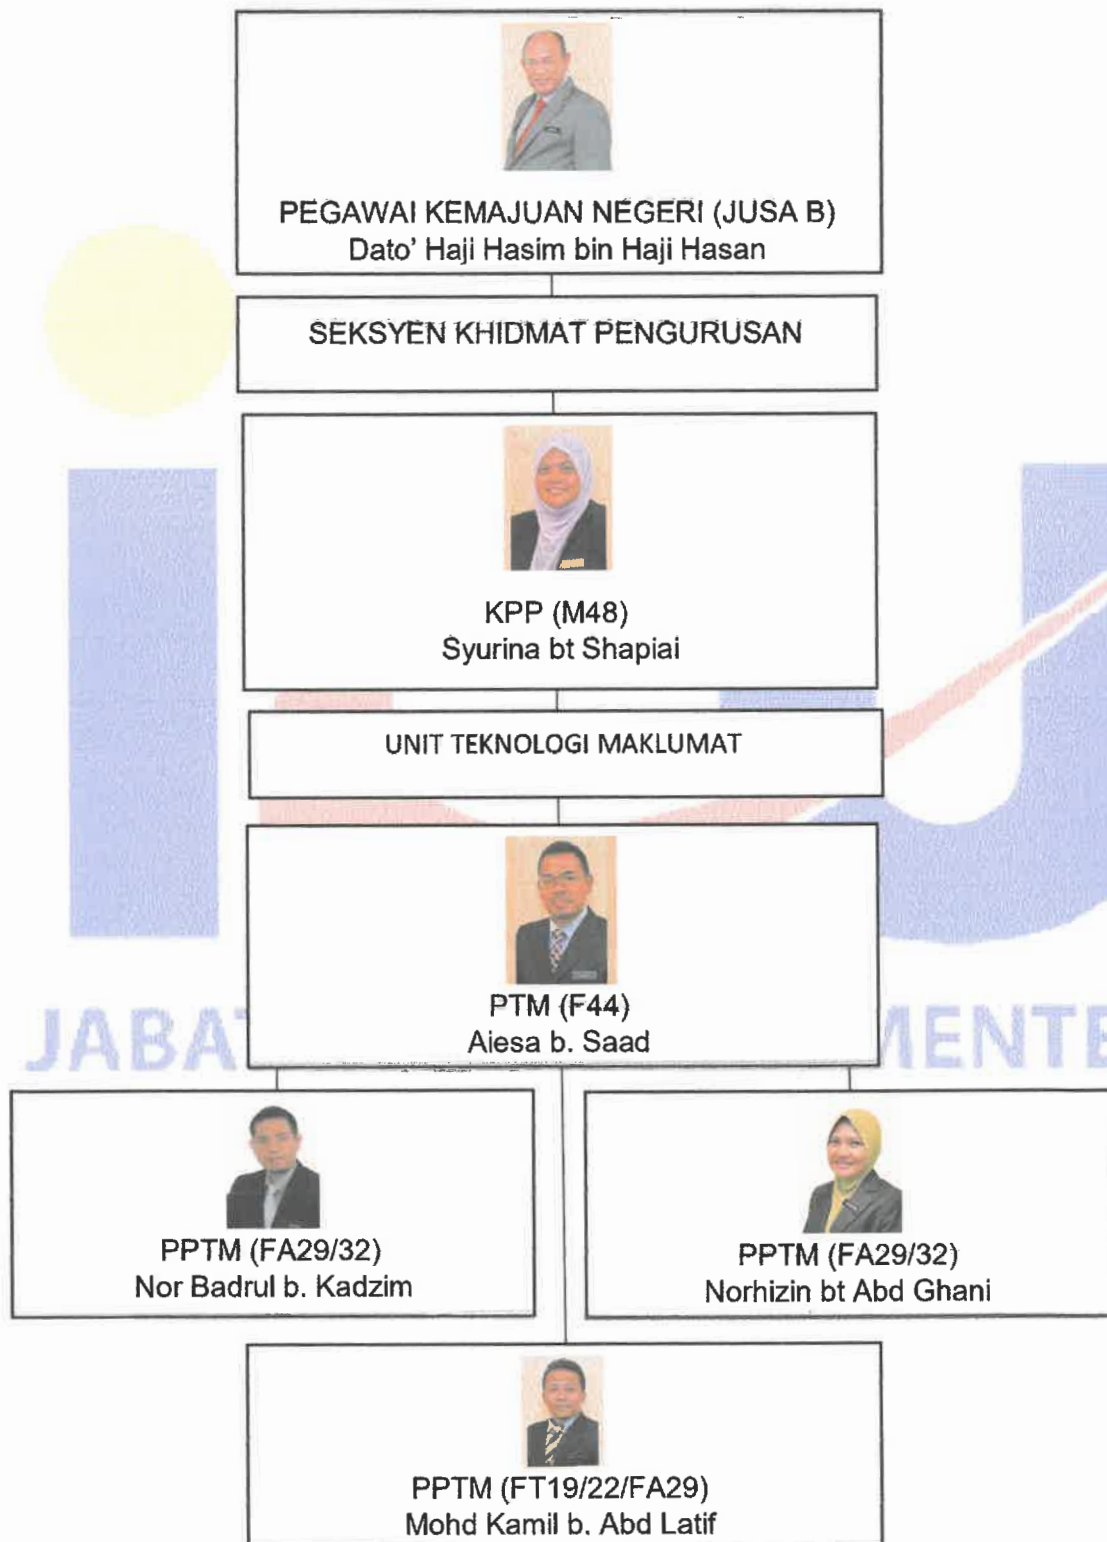 PEGAWAI KEMAJUAN NEGERI (JUSA B)
Dato' Haji Hasim bin Haji Hasan
SEKSYEN KHIDMAT PENGURUSAN
KPP (M48)
Syurina bt Shapiai
UNIT TEKNOLOGI MAKLUMAT
PTM (F44)
Aiesa b. Saad
JABAT
MENTE
PPTM (FA29/32)
Nor Badrul b. Kadzim
PPTM (FA29/32)
Norhizin bt Abd Ghani
PPTM (FT19/22/FA29)
Mohd Kamil b. Abd Latif